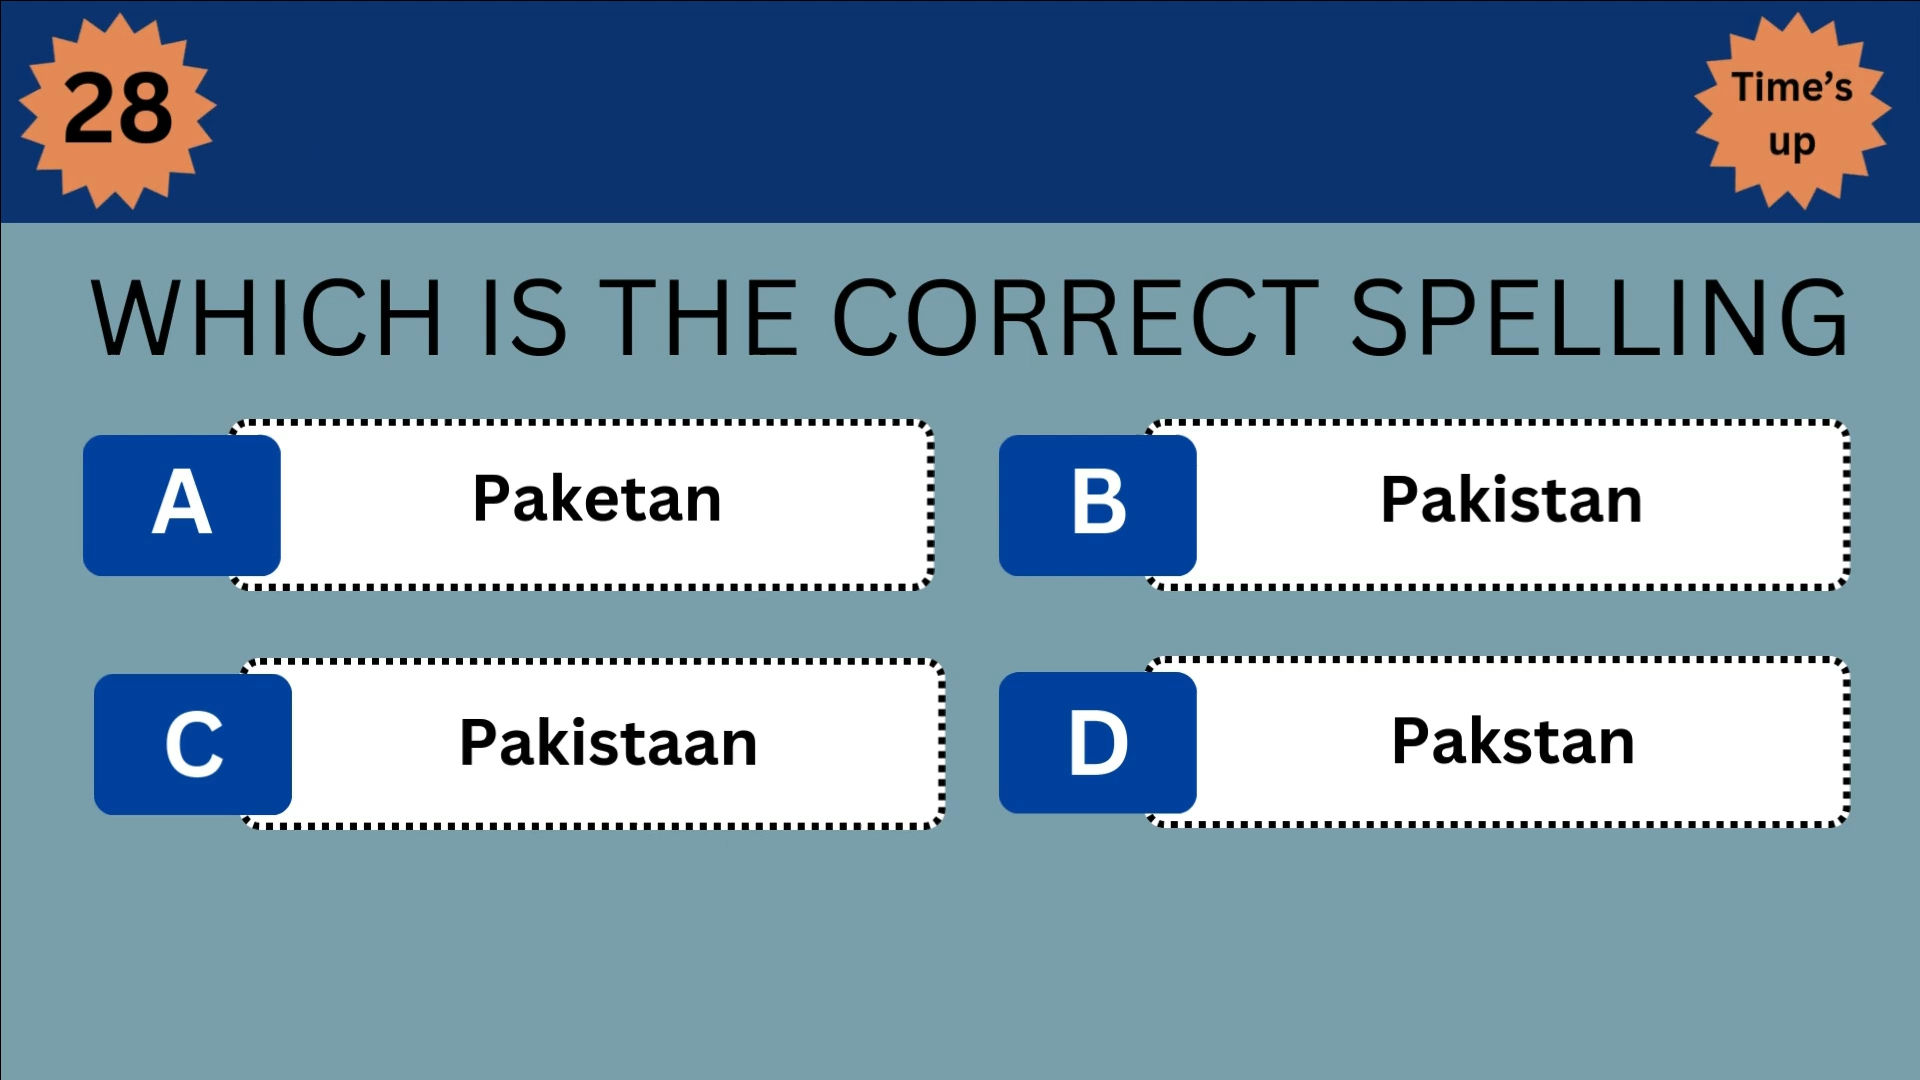 28
Time’s
up
WHICH IS THE CORRECT SPELLING
A
Paketan
B
Pakistan
C
Pakistaan
D
Pakstan